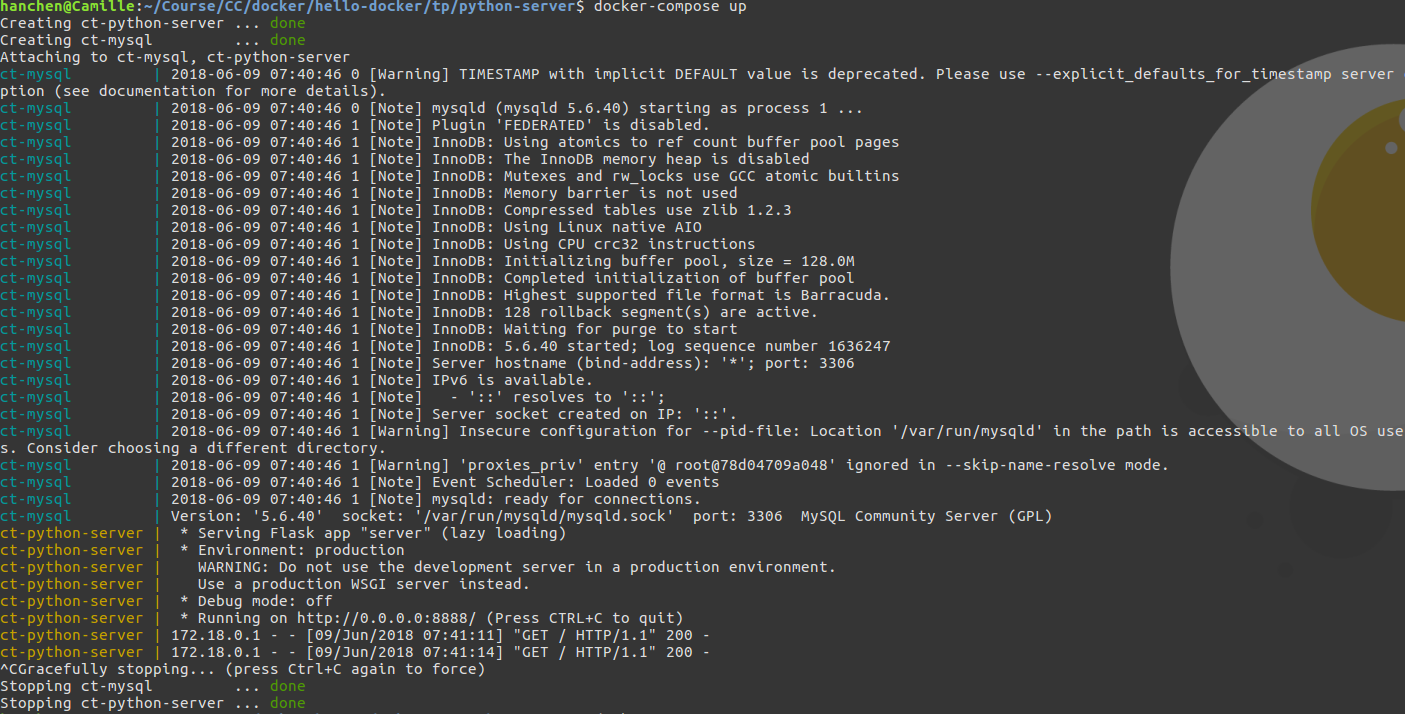 hanchen@Camille:~/Course/CC/docker/hello-docker/tp/python-server$ docker-compose up
Creating ct-python-server ... done
Creating ct-mysql         ... done
Attaching to ct-mysql, ct-python-server
ct-mysql         | 2018-06-09 07:40:46 0 [Warning] TIMESTAMP with implicit DEFAULT value is deprecated. Please use --explicit_defaults_for_timestamp server
ption (see documentation for more details).
ct-mysql         | 2018-06-09 07:40:46 0 [Note] mysqld (mysqld 5.6.40) starting as process 1 ...
ct-mysql         | 2018-06-09 07:40:46 1 [Note] Plugin 'FEDERATED' is disabled.
ct-mysql         | 2018-06-09 07:40:46 1 [Note] InnoDB: Using atomics to ref count buffer pool pages
ct-mysql         | 2018-06-09 07:40:46 1 [Note] InnoDB: The InnoDB memory heap is disabled
ct-mysql         | 2018-06-09 07:40:46 1 [Note] InnoDB: Mutexes and rw_locks use GCC atomic builtins
ct-mysql         | 2018-06-09 07:40:46 1 [Note] InnoDB: Memory barrier is not used
ct-mysql         | 2018-06-09 07:40:46 1 [Note] InnoDB: Compressed tables use zlib 1.2.3
ct-mysql         | 2018-06-09 07:40:46 1 [Note] InnoDB: Using Linux native AIO
ct-mysql         | 2018-06-09 07:40:46 1 [Note] InnoDB: Using CPU crc32 instructions
ct-mysql         | 2018-06-09 07:40:46 1 [Note] InnoDB: Initializing buffer pool, size = 128.0M
ct-mysql         | 2018-06-09 07:40:46 1 [Note] InnoDB: Completed initialization of buffer pool
ct-mysql         | 2018-06-09 07:40:46 1 [Note] InnoDB: Highest supported file format is Barracuda.
ct-mysql         | 2018-06-09 07:40:46 1 [Note] InnoDB: 128 rollback segment(s) are active.
ct-mysql         | 2018-06-09 07:40:46 1 [Note] InnoDB: Waiting for purge to start
ct-mysql         | 2018-06-09 07:40:46 1 [Note] InnoDB: 5.6.40 started; log sequence number 1636247
ct-mysql         | 2018-06-09 07:40:46 1 [Note] Server hostname (bind-address): '*'; port: 3306
ct-mysql         | 2018-06-09 07:40:46 1 [Note] IPv6 is available.
ct-mysql         | 2018-06-09 07:40:46 1 [Note]   - '::' resolves to '::';
ct-mysql         | 2018-06-09 07:40:46 1 [Note] Server socket created on IP: '::'.
ct-mysql         | 2018-06-09 07:40:46 1 [Warning] Insecure configuration for --pid-file: Location '/var/run/mysqld' in the path is accessible to all OS use
s. Consider choosing a different directory.
ct-mysql         | 2018-06-09 07:40:46 1 [Warning] 'proxies_priv' entry '@ root@78d04709a048' ignored in --skip-name-resolve mode.
ct-mysql         | 2018-06-09 07:40:46 1 [Note] Event Scheduler: Loaded 0 events
ct-mysql         | 2018-06-09 07:40:46 1 [Note] mysqld: ready for connections.
ct-mysql         | Version: '5.6.40'  socket: '/var/run/mysqld/mysqld.sock'  port: 3306  MySQL Community Server (GPL)
ct-python-server |  * Serving Flask app "server" (lazy loading)
ct-python-server |  * Environment: production
ct-python-server |    WARNING: Do not use the development server in a production environment.
ct-python-server |    Use a production WSGI server instead.
ct-python-server |  * Debug mode: off
ct-python-server |  * Running on http://0.0.0.0:8888/ (Press CTRL+C to quit)
ct-python-server | 172.18.0.1 - - [09/Jun/2018 07:41:11] "GET / HTTP/1.1" 200 -
ct-python-server | 172.18.0.1 - - [09/Jun/2018 07:41:14] "GET / HTTP/1.1" 200 -
^CGracefully stopping... (press Ctrl+C again to force)
Stopping ct-mysql         ... done
Stopping ct-python-server ... done